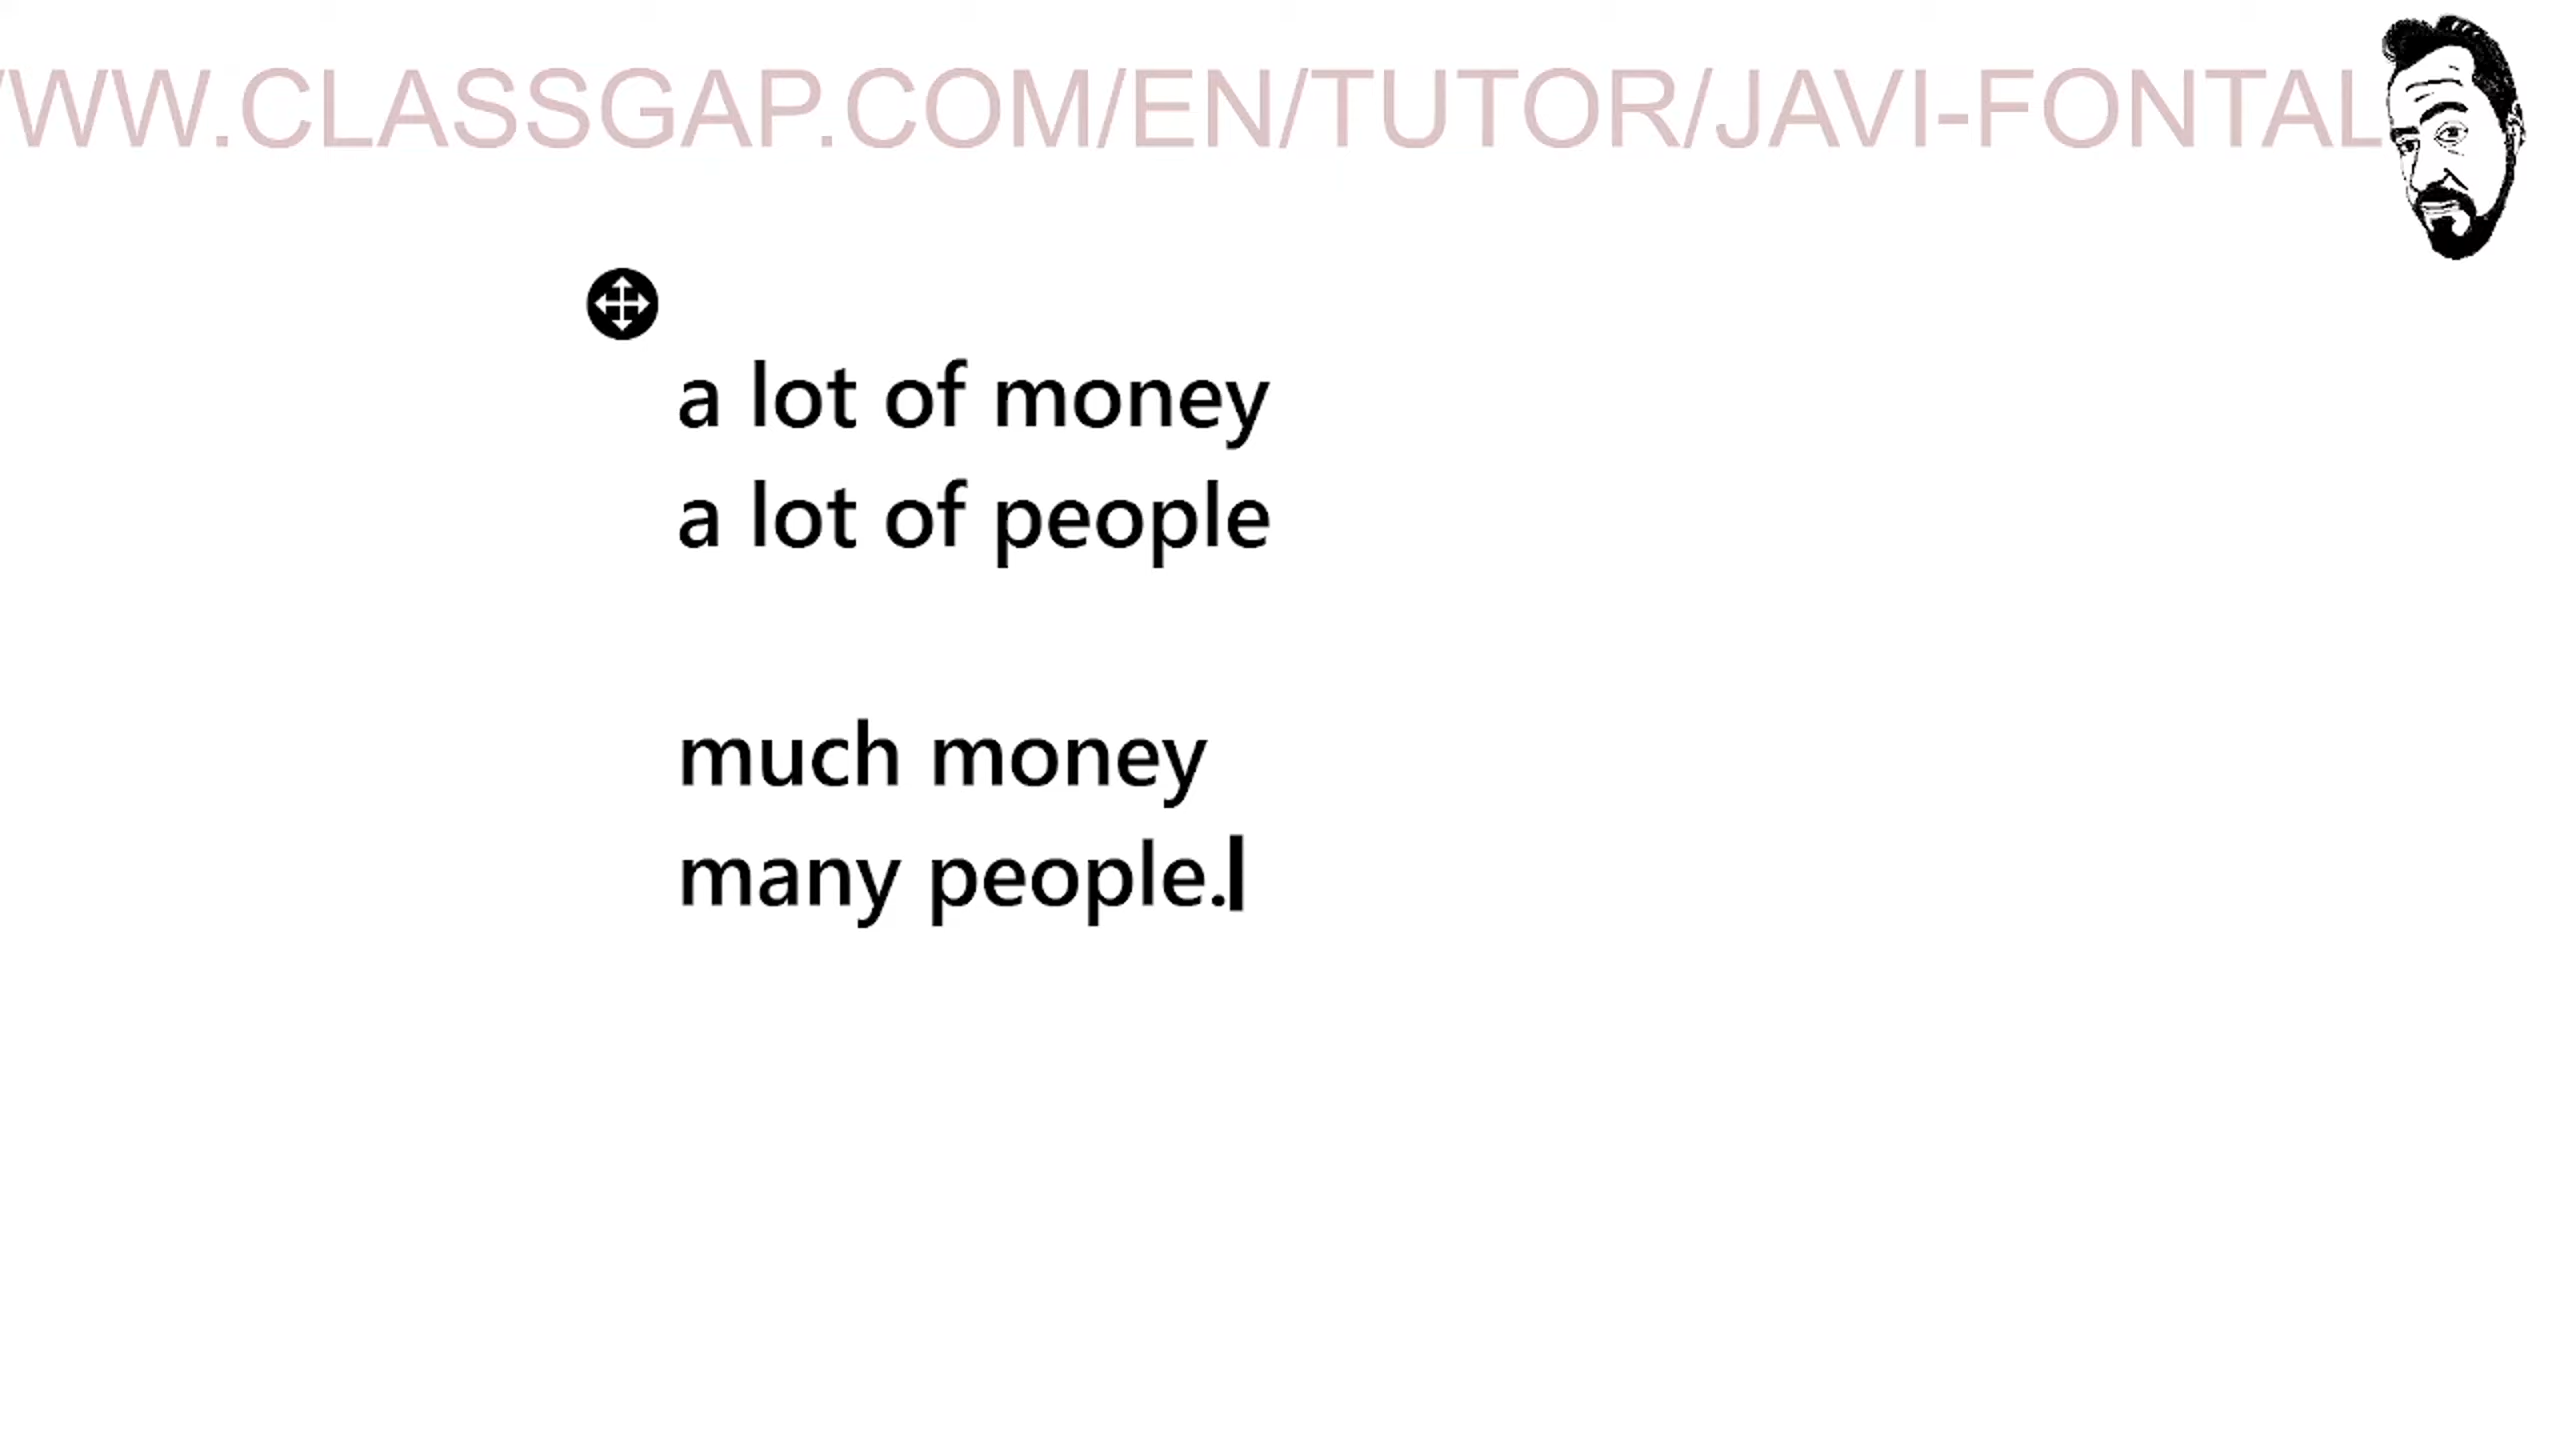 WW.CLASSGAP.COM/EN/TUTOR/JAVI-FONTAL
a lot of money
a lot of people
much money
many people.